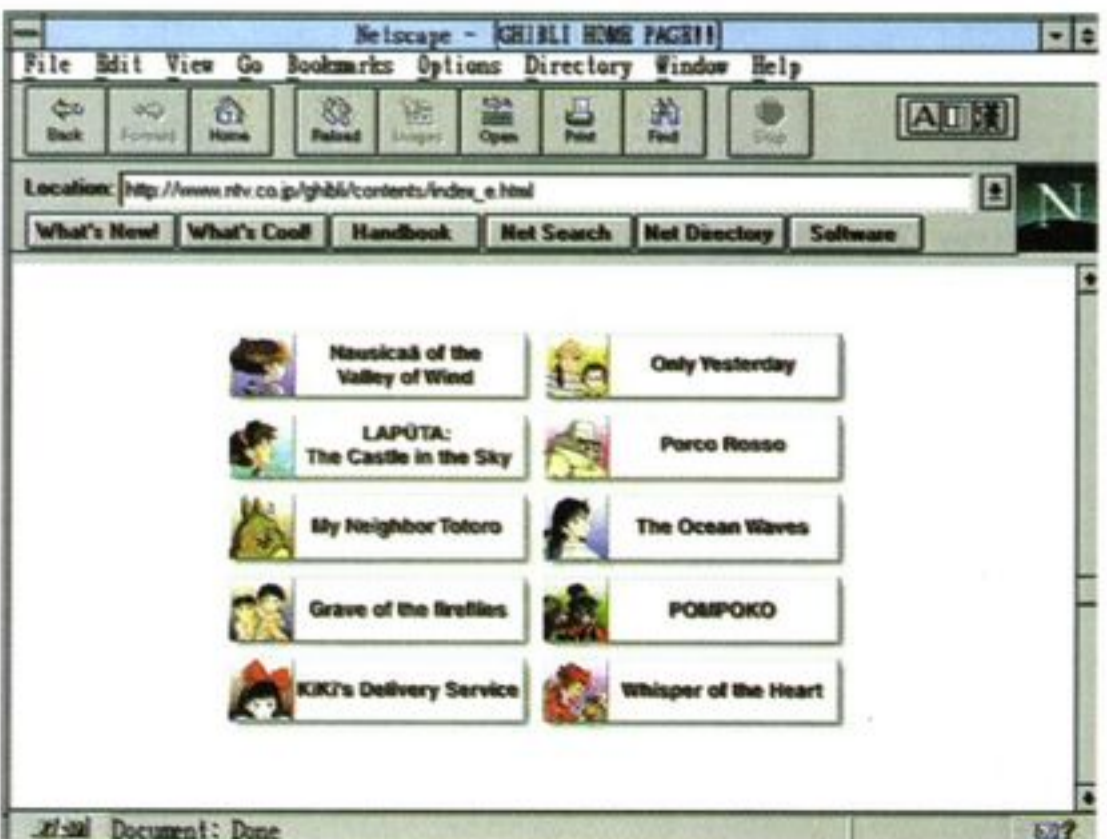 Netscape - [GHIBLI HOME PAGE!!]
File Edit View Go Bookmarks Options Directory Window Help
Back Forward Home Reload Images Open Print Find Stop
A 漢
Location: http://www.ntv.co.jp/ghibli/contents/index_e.html
What's New! What's Cool! Handbook Net Search Net Directory Software
N
Nausicaä of the
Valley of Wind
Only Yesterday
LAPÜTA:
The Castle in the Sky
Porco Rosso
My Neighbor Totoro
The Ocean Waves
Grave of the fireflies
POMPOKO
KiKi's Delivery Service
Whisper of the Heart
Document: Done